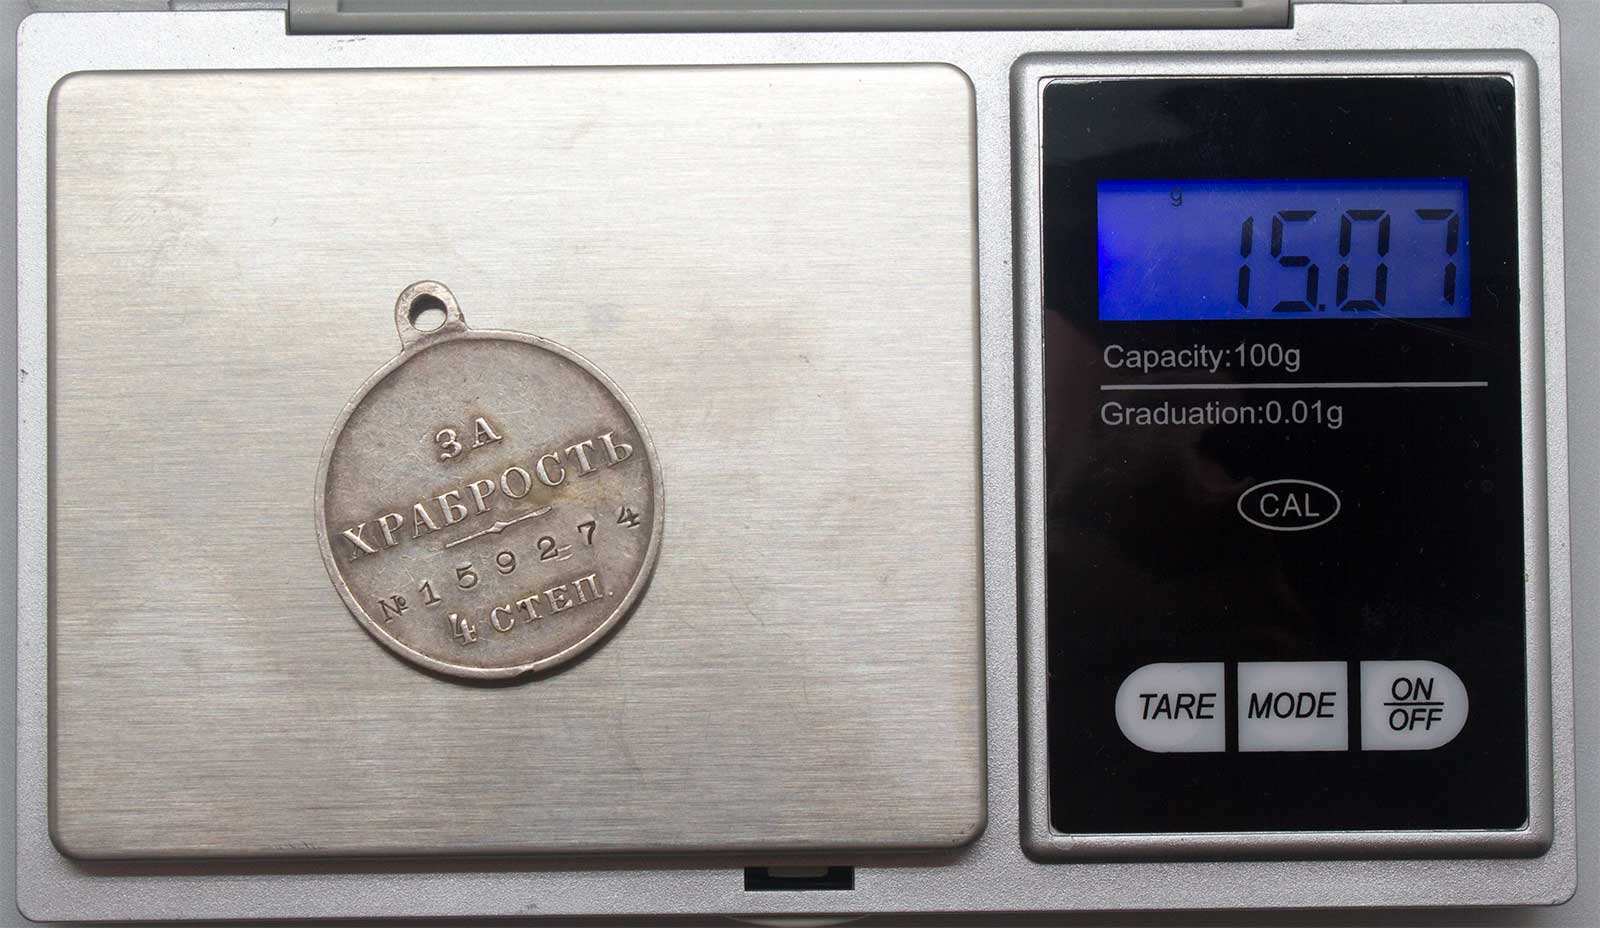 ЗА
ХРАБРОСТЬ
№ 159274
4 СТЕП.
g
15.07
Capacity:100g
Graduation:0.01g
CAL
TARE
MODE
ON
OFF